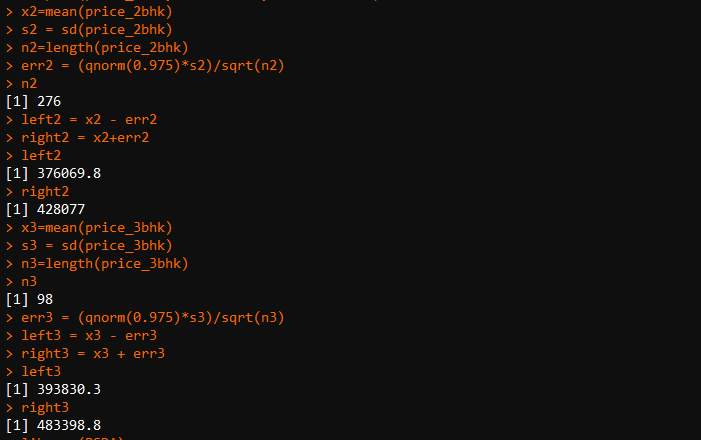 > x2=mean(price_2bhk)
> s2 = sd(price_2bhk)
> n2=length(price_2bhk)
> err2 = (qnorm(0.975)*s2)/sqrt(n2)
> n2
[1] 276
> left2 = x2 - err2
> right2 = x2+err2
> left2
[1] 376069.8
> right2
[1] 428077
> x3=mean(price_3bhk)
> s3 = sd(price_3bhk)
> n3=length(price_3bhk)
> n3
[1] 98
> err3 = (qnorm(0.975)*s3)/sqrt(n3)
> left3 = x3 - err3
> right3 = x3 + err3
> left3
[1] 393830.3
> right3
[1] 483398.8